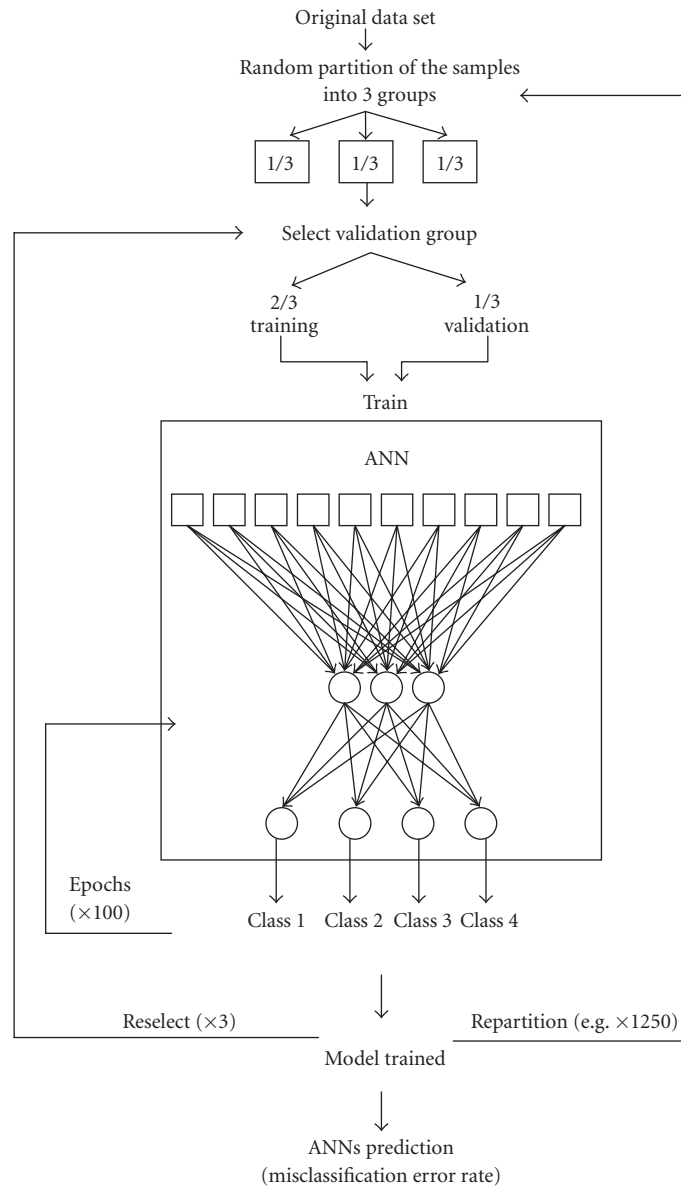 Original data set
Random partition of the samples
into 3 groups
1/3 1/3 1/3
Select validation group
2/3
training
1/3
validation
Train
ANN
Epochs
(×100)
Class 1 Class 2 Class 3 Class 4
Reselect (×3)
Repartition (e.g. ×1250)
Model trained
ANNs prediction
(misclassification error rate)